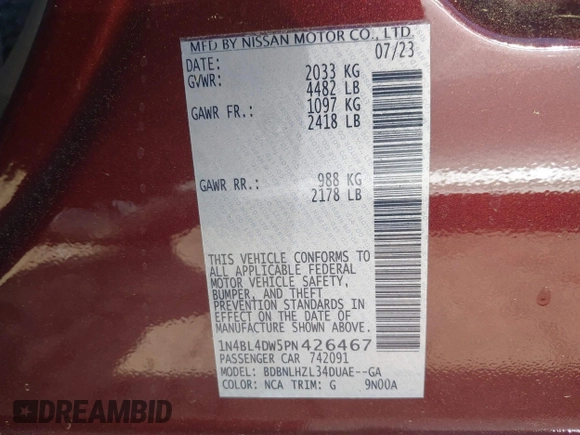 MFD BY NISSAN MOTOR CO., LTD.
DATE: 07/23
GVWR: 2033 KG
4482 LB
GAWR FR.: 1097 KG
2418 LB
GAWR RR.: 988 KG
2178 LB
THIS VEHICLE CONFORMS TO
ALL APPLICABLE FEDERAL
MOTOR VEHICLE SAFETY,
BUMPER, AND THEFT
PREVENTION STANDARDS IN
EFFECT ON THE DATE OF
MANUFACTURE SHOWN ABOVE.
1N4BL4DW5PN426467
PASSENGER CAR 742091
MODEL: BDBNLHZL34DUAE--GA
COLOR: NCA TRIM: G 9N00A
DREAMBID